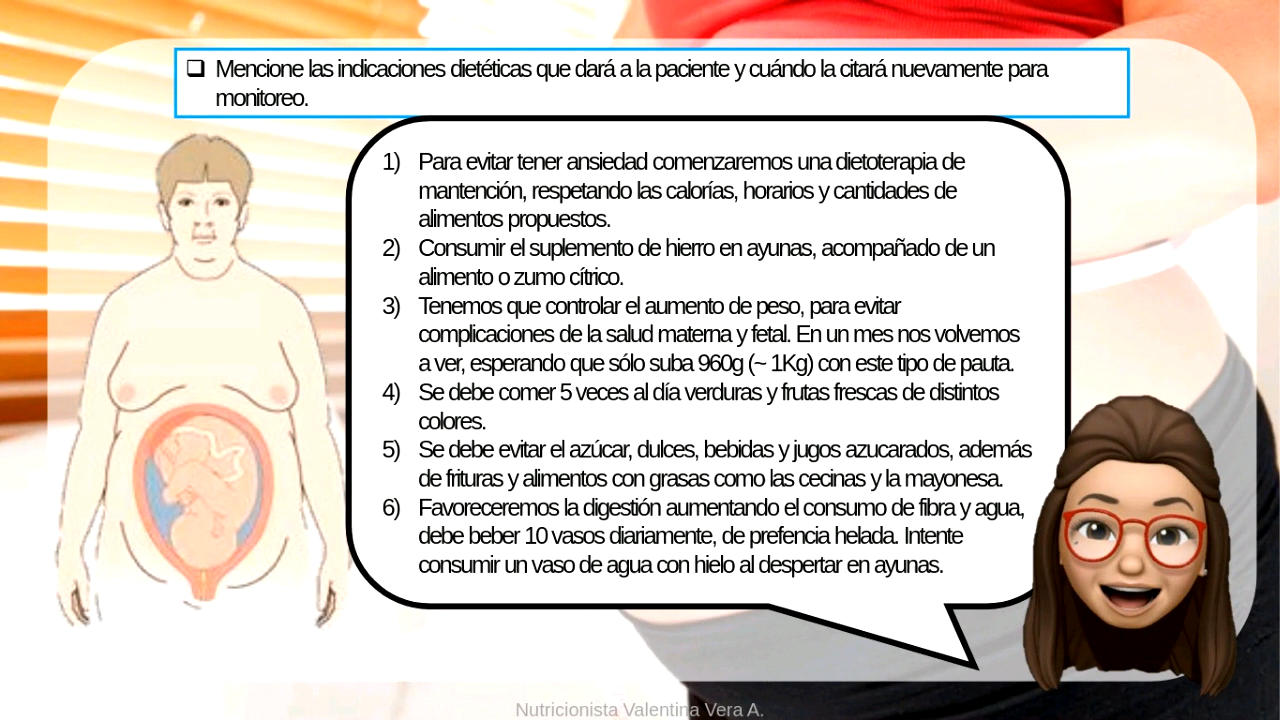 ❑ Mencione las indicaciones dietéticas que dará a la paciente y cuándo la citará nuevamente para
monitoreo.
1) Para evitar tener ansiedad comenzaremos una dietoterapia de
mantención, respetando las calorías, horarios y cantidades de
alimentos propuestos.
2) Consumir el suplemento de hierro en ayunas, acompañado de un
alimento o zumo cítrico.
3) Tenemos que controlar el aumento de peso, para evitar
complicaciones de la salud materna y fetal. En un mes nos volvemos
a ver, esperando que sólo suba 960g (~ 1Kg) con este tipo de pauta.
4) Se debe comer 5 veces al día verduras y frutas frescas de distintos
colores.
5) Se debe evitar el azúcar, dulces, bebidas y jugos azucarados, además
de frituras y alimentos con grasas como las cecinas y la mayonesa.
6) Favoreceremos la digestión aumentando el consumo de fibra y agua,
debe beber 10 vasos diariamente, de prefencia helada. Intente
consumir un vaso de agua con hielo al despertar en ayunas.
Nutricionista Valentina Vera A.